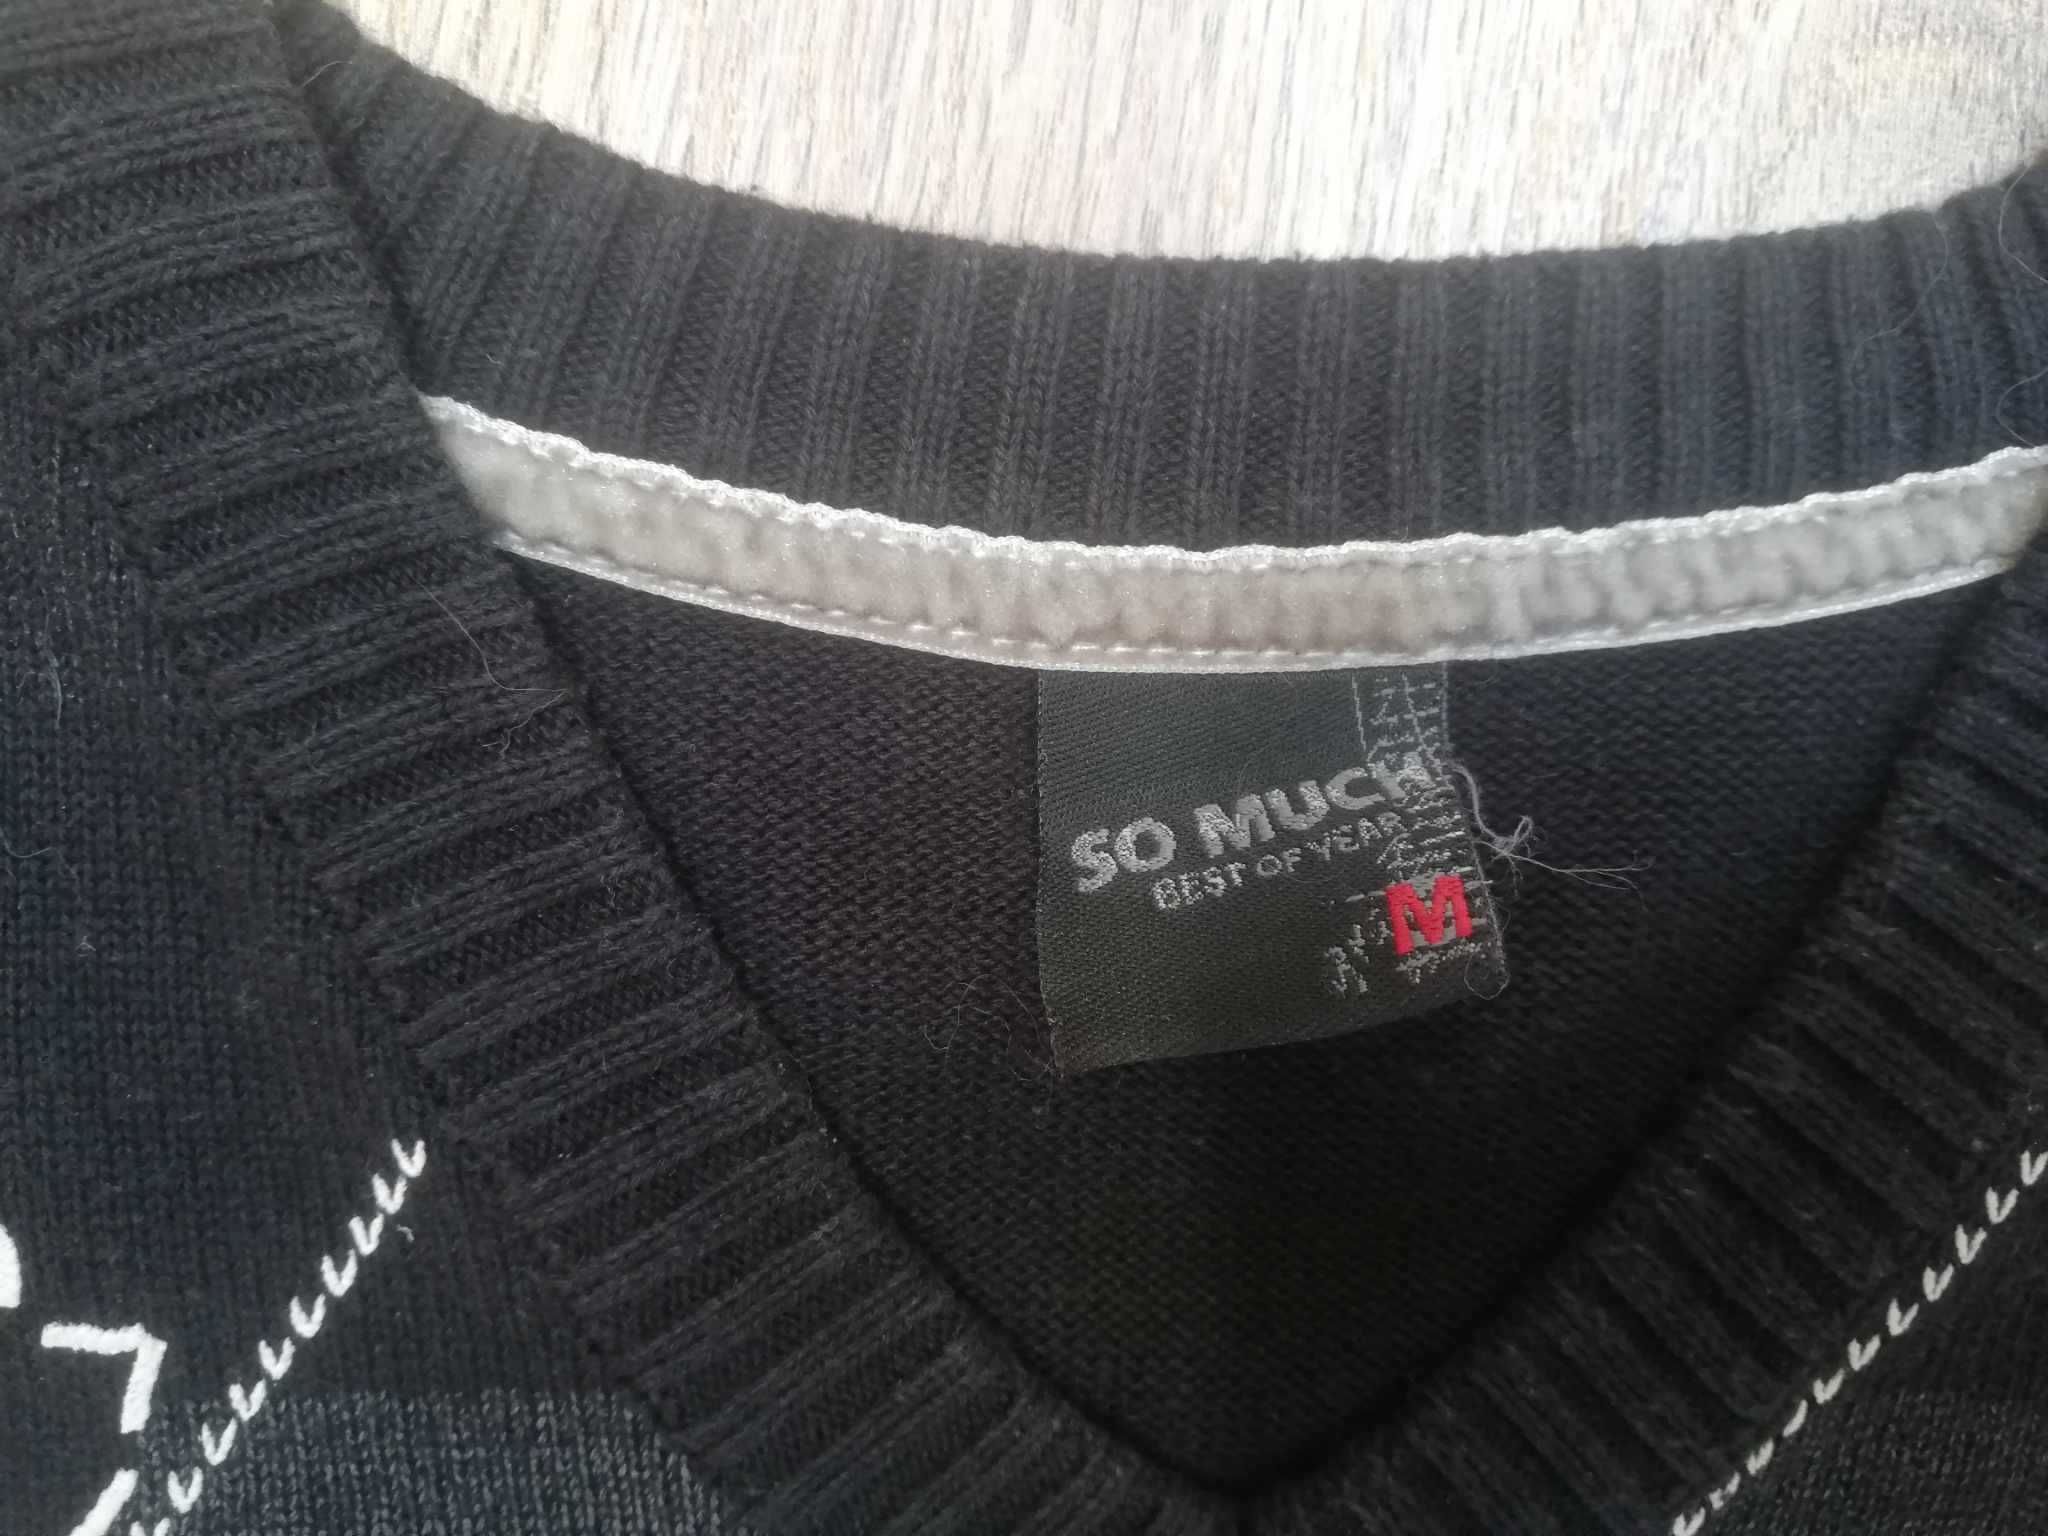 SO MUCH
BEST OF YEAR
M